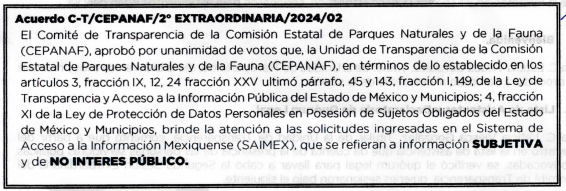 Acuerdo C-T/CEPANAF/2º EXTRAORDINARIA/2024/02
El Comité de Transparencia de la Comisión Estatal de Parques Naturales y de la Fauna
(CEPANAF), aprobó por unanimidad de votos que, la Unidad de Transparencia de la Comisión
Estatal de Parques Naturales y de la Fauna (CEPANAF), en términos de lo establecido en los
artículos 3, fracción IX, 12, 24 fracción XXV ultimó párrafo, 45 y 143, fracción I, 149, de la Ley de
Transparencia y Acceso a la Información Pública del Estado de México y Municipios; 4, fracción
XI de la Ley de Protección de Datos Personales en Posesión de Sujetos Obligados del Estado
de México y Municipios, brinde la atención a las solicitudes ingresadas en el Sistema de
Acceso a la Información Mexiquense (SAIMEX), que se refieran a información SUBJETIVA
y de NO INTERES PÚBLICO.